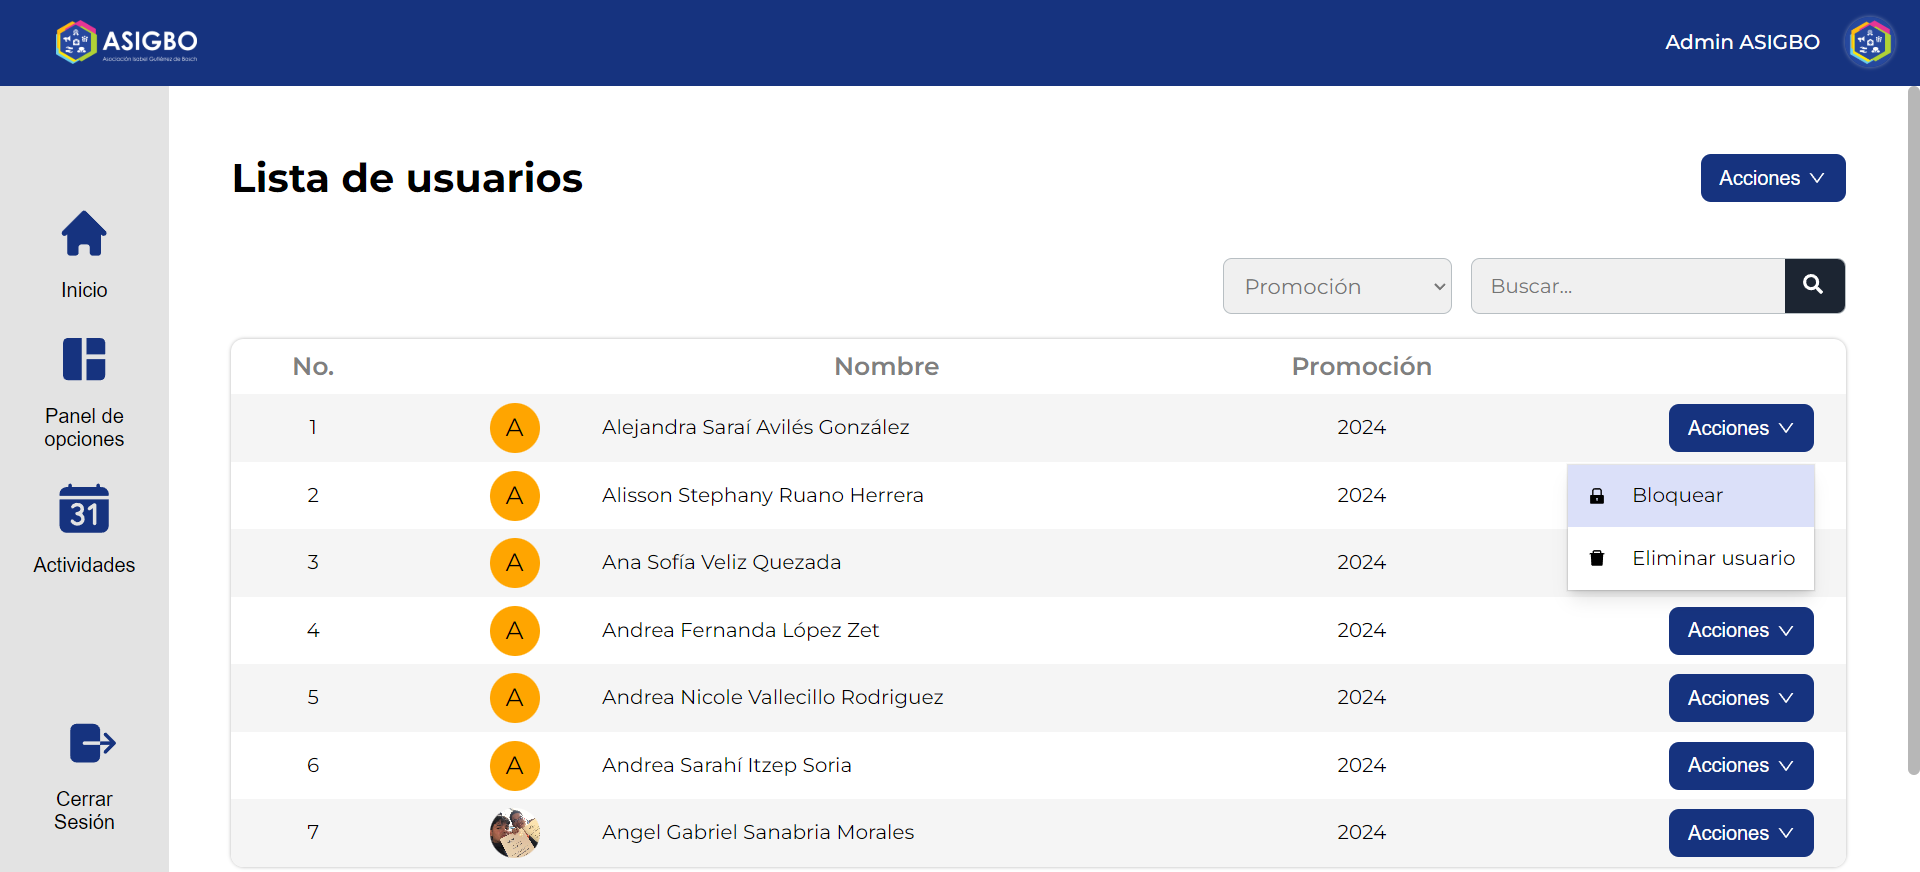 ASIGBO
Asociación Isabel Gutiérrez de Bosch
Admin ASIGBO
Inicio
Panel de
opciones
31
Actividades
Cerrar
Sesión
Lista de usuarios
Acciones
Promoción
Buscar...
No. Nombre Promoción
1 A Alejandra Saraí Avilés González 2024 Acciones
2 A Alisson Stephany Ruano Herrera 2024
Bloquear
3 A Ana Sofía Veliz Quezada 2024
Eliminar usuario
4 A Andrea Fernanda López Zet 2024 Acciones
5 A Andrea Nicole Vallecillo Rodriguez 2024 Acciones
6 A Andrea Sarahí Itzep Soria 2024 Acciones
7 Angel Gabriel Sanabria Morales 2024 Acciones